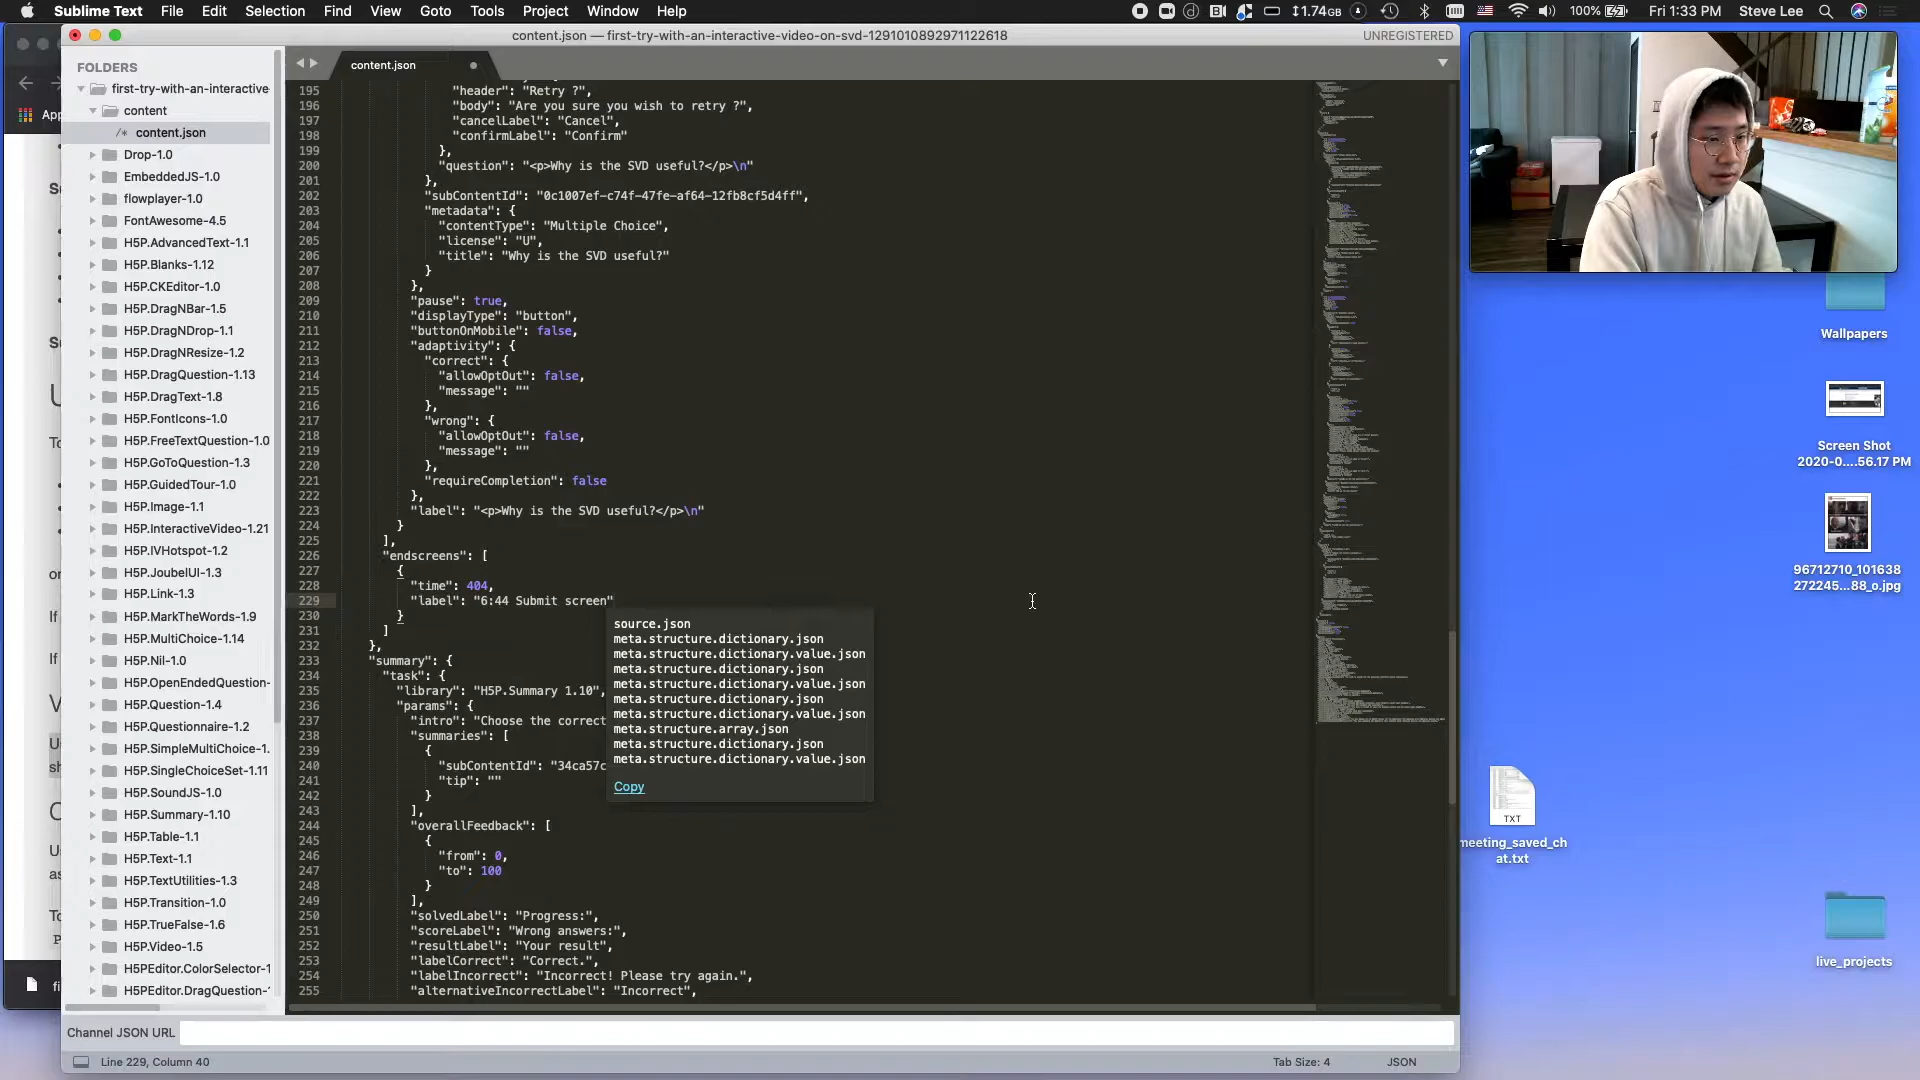 Sublime Text File Edit Selection Find View Goto Tools Project Window Help
1.74GB 100% Fri 1:33 PM Steve Lee
content.json — first-try-with-an-interactive-video-on-svd-1291010892971122618
UNREGISTERED
FOLDERS
first-try-with-an-interactive
content
/* content.json
Drop-1.0
EmbeddedJS-1.0
flowplayer-1.0
FontAwesome-4.5
H5P.AdvancedText-1.1
H5P.Blanks-1.12
H5P.CKEditor-1.0
H5P.DragNBar-1.5
H5P.DragNDrop-1.1
H5P.DragNResize-1.2
H5P.DragQuestion-1.13
H5P.DragText-1.8
H5P.FontIcons-1.0
H5P.FreeTextQuestion-1.0
H5P.GoToQuestion-1.3
H5P.GuidedTour-1.0
H5P.Image-1.1
H5P.InteractiveVideo-1.21
H5P.IVHotspot-1.2
H5P.JoubelUI-1.3
H5P.Link-1.3
H5P.MarkTheWords-1.9
H5P.MultiChoice-1.14
H5P.Nil-1.0
H5P.OpenEndedQuestion-
H5P.Question-1.4
H5P.Questionnaire-1.2
H5P.SimpleMultiChoice-1.
H5P.SingleChoiceSet-1.11
H5P.SoundJS-1.0
H5P.Summary-1.10
H5P.Table-1.1
H5P.Text-1.1
H5P.TextUtilities-1.3
H5P.Transition-1.0
H5P.TrueFalse-1.6
H5P.Video-1.5
H5PEditor.ColorSelector-1
H5PEditor.DragQuestion-
content.json
195 "header": "Retry ?",
196 "body": "Are you sure you wish to retry ?",
197 "cancelLabel": "Cancel",
198 "confirmLabel": "Confirm"
199 },
200 "question": "<p>Why is the SVD useful?</p>\n"
201 },
202 "subContentId": "0c1007ef-c74f-47fe-af64-12fb8cf5d4ff",
203 "metadata": {
204 "contentType": "Multiple Choice",
205 "license": "U",
206 "title": "Why is the SVD useful?"
207 }
208 },
209 "pause": true,
210 "displayType": "button",
211 "buttonOnMobile": false,
212 "adaptivity": {
213 "correct": {
214 "allowOptOut": false,
215 "message": ""
216 },
217 "wrong": {
218 "allowOptOut": false,
219 "message": ""
220 },
221 "requireCompletion": false
222 },
223 "label": "<p>Why is the SVD useful?</p>\n"
224 }
225 ],
226 "endscreens": [
227 {
228 "time": 404,
229 "label": "6:44 Submit screen"
230 }
231 ]
232 },
233 "summary": {
234 "task": {
235 "library": "H5P.Summary 1.10",
236 "params": {
237 "intro": "Choose the correct
238 "summaries": [
239 {
240 "subContentId": "34ca57c
241 "tip": ""
242 }
243 ],
244 "overallFeedback": [
245 {
246 "from": 0,
247 "to": 100
248 }
249 ],
250 "solvedLabel": "Progress:",
251 "scoreLabel": "Wrong answers:",
252 "resultLabel": "Your result",
253 "labelCorrect": "Correct.",
254 "labelIncorrect": "Incorrect! Please try again.",
255 "alternativeIncorrectLabel": "Incorrect",
source.json
meta.structure.dictionary.json
meta.structure.dictionary.value.json
meta.structure.dictionary.json
meta.structure.dictionary.value.json
meta.structure.dictionary.json
meta.structure.dictionary.value.json
meta.structure.array.json
meta.structure.dictionary.json
meta.structure.dictionary.value.json
Copy
Channel JSON URL
Line 229, Column 40
Tab Size: 4
JSON
Wallpapers
Screen Shot
2020-0....56.17 PM
96712710_101638
272245...88_o.jpg
TXT
meeting_saved_ch
at.txt
live_projects